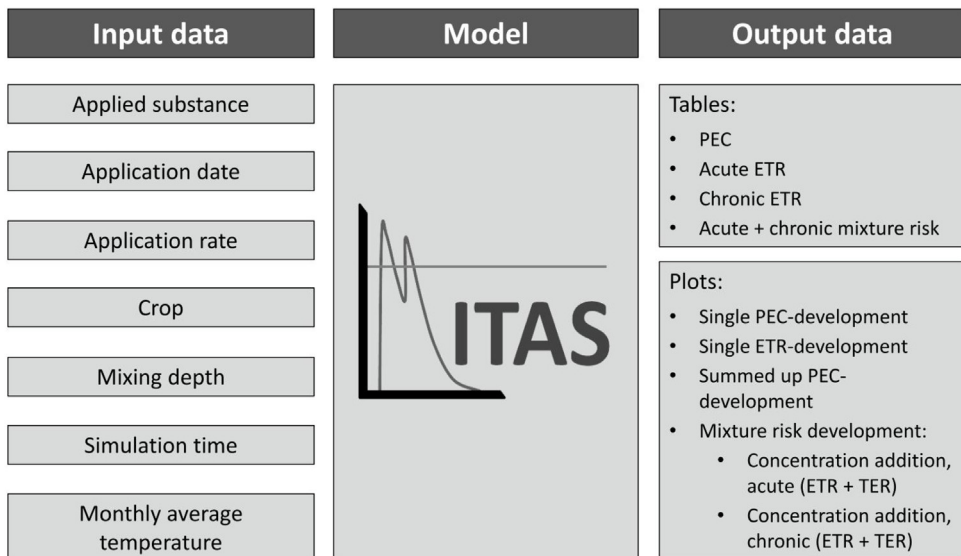 Input data
Applied substance
Application date
Application rate
Crop
Mixing depth
Simulation time
Monthly average
temperature
Model
ITAS
Output data
Tables:
• PEC
• Acute ETR
• Chronic ETR
• Acute + chronic mixture risk
Plots:
• Single PEC-development
• Single ETR-development
• Summed up PEC-
development
• Mixture risk development:
• Concentration addition,
acute (ETR + TER)
• Concentration addition,
chronic (ETR + TER)